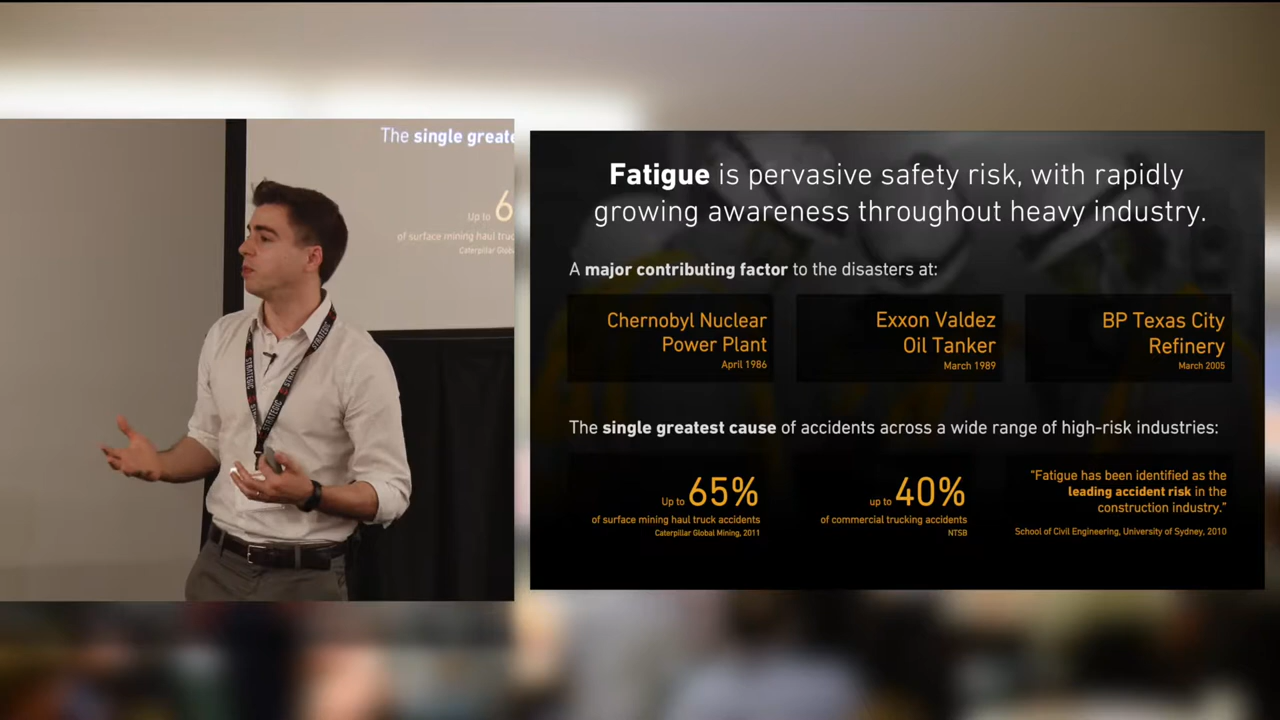 The single greate
Up to 6
of surface mining haul truc
Caterpillar Globa
STRATEGIC
STRATEGIC
STRATEGIC
Fatigue is pervasive safety risk, with rapidly
growing awareness throughout heavy industry.
A major contributing factor to the disasters at:
Chernobyl Nuclear
Power Plant
April 1986
Exxon Valdez
Oil Tanker
March 1989
BP Texas City
Refinery
March 2005
The single greatest cause of accidents across a wide range of high-risk industries:
Up to 65%
of surface mining haul truck accidents
Caterpillar Global Mining, 2011
up to 40%
of commercial trucking accidents
NTSB
“Fatigue has been identified as the
leading accident risk in the
construction industry.”
School of Civil Engineering, University of Sydney, 2010